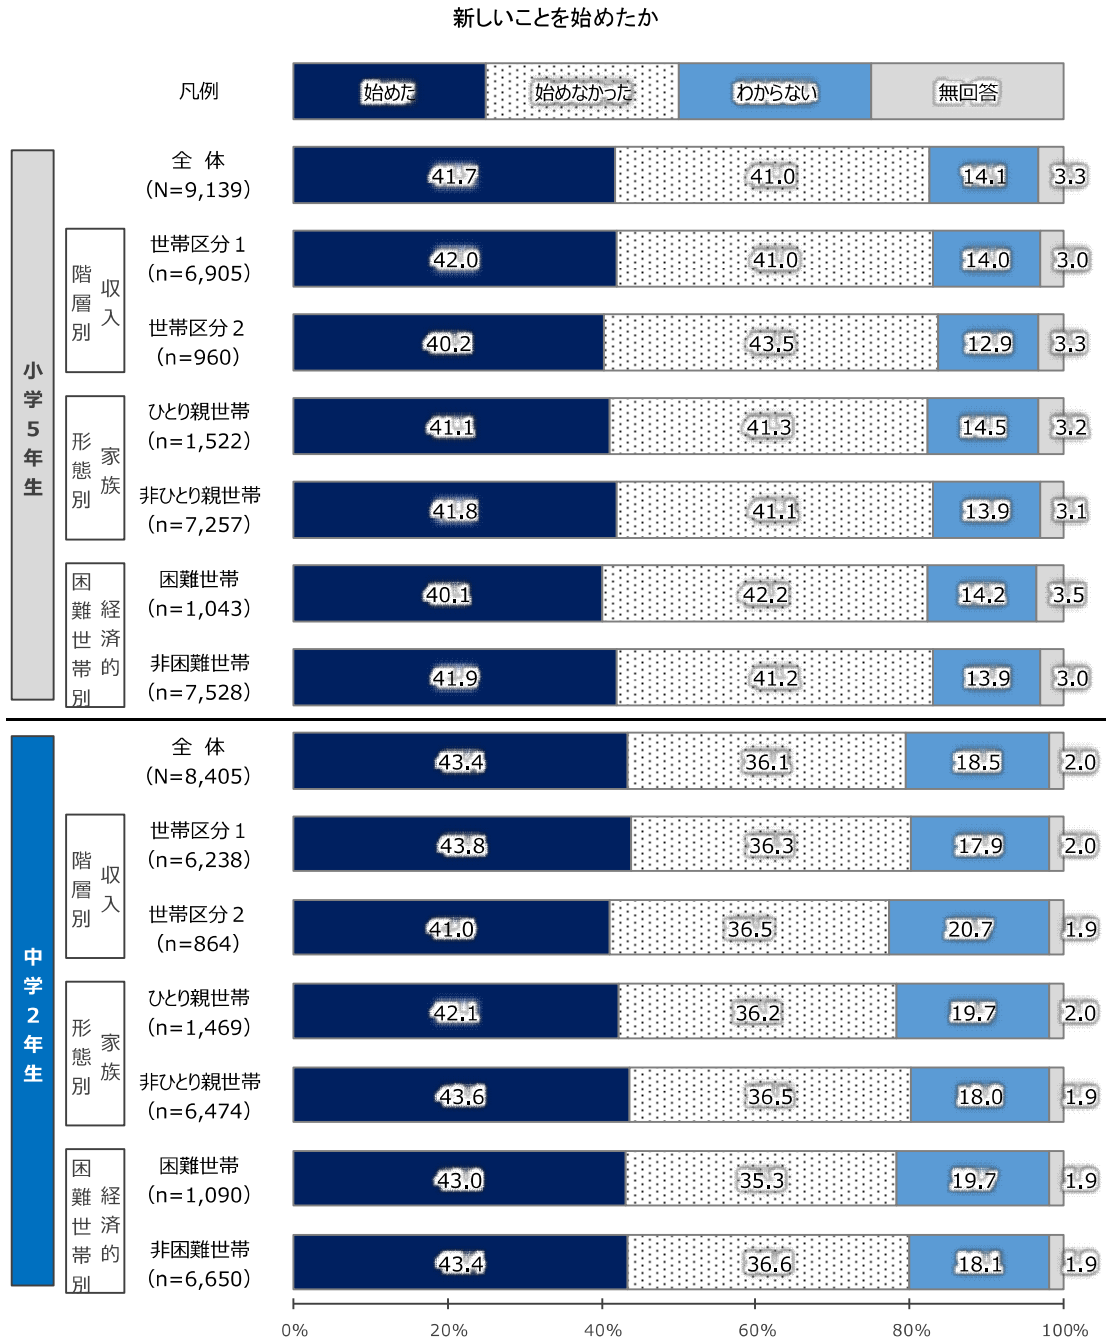 新しいことを始めたか
凡例
始めた 始めなかった わからない 無回答
小学5年生
全 体
(N=9,139)
41.7 41.0 14.1 3.3
収入階層別
世帯区分1
(n=6,905)
42.0 41.0 14.0 3.0
世帯区分2
(n=960)
40.2 43.5 12.9 3.3
家族形態別
ひとり親世帯
(n=1,522)
41.1 41.3 14.5 3.2
非ひとり親世帯
(n=7,257)
41.8 41.1 13.9 3.1
経済的困難世帯別
困難世帯
(n=1,043)
40.1 42.2 14.2 3.5
非困難世帯
(n=7,528)
41.9 41.2 13.9 3.0
中学2年生
全 体
(N=8,405)
43.4 36.1 18.5 2.0
収入階層別
世帯区分1
(n=6,238)
43.8 36.3 17.9 2.0
世帯区分2
(n=864)
41.0 36.5 20.7 1.9
家族形態別
ひとり親世帯
(n=1,469)
42.1 36.2 19.7 2.0
非ひとり親世帯
(n=6,474)
43.6 36.5 18.0 1.9
経済的困難世帯別
困難世帯
(n=1,090)
43.0 35.3 19.7 1.9
非困難世帯
(n=6,650)
43.4 36.6 18.1 1.9
0% 20% 40% 60% 80% 100%